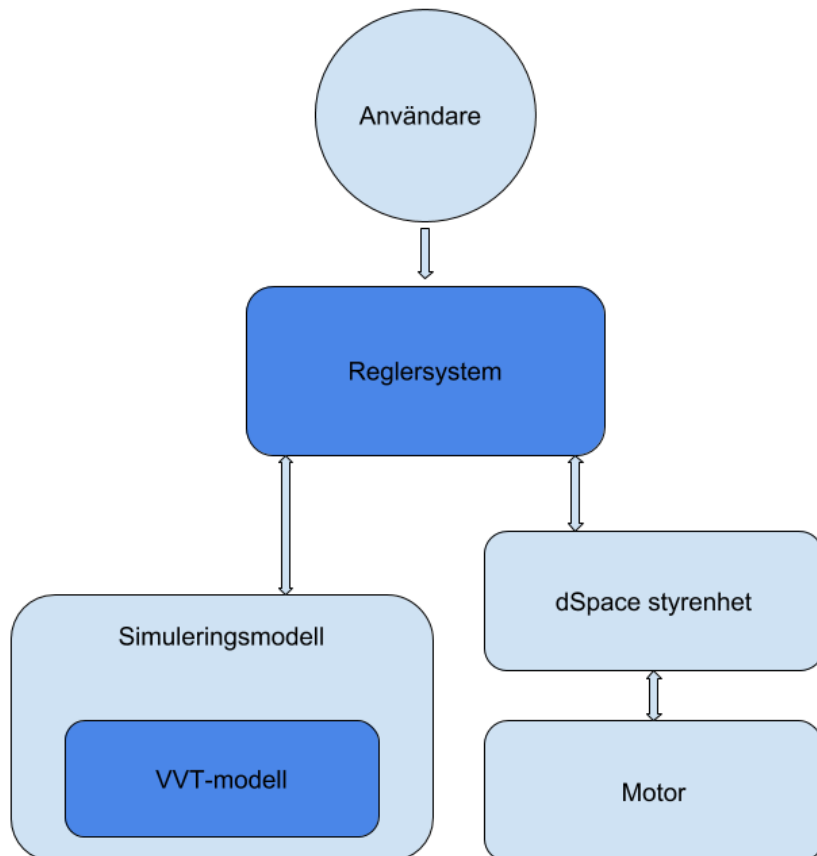 Användare
Reglersystem
dSpace styrenhet
Simuleringsmodell
VVT-modell
Motor